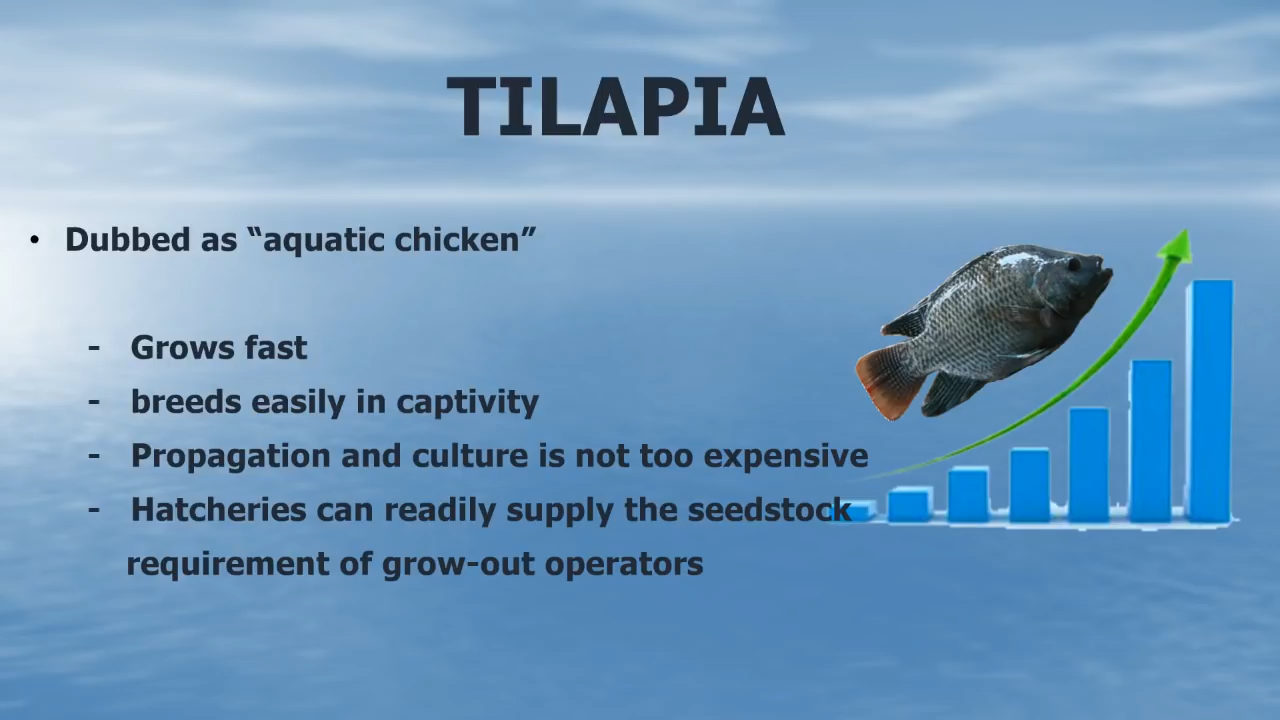 TILAPIA
• Dubbed as “aquatic chicken”
- Grows fast
- breeds easily in captivity
- Propagation and culture is not too expensive
- Hatcheries can readily supply the seedstock
requirement of grow-out operators